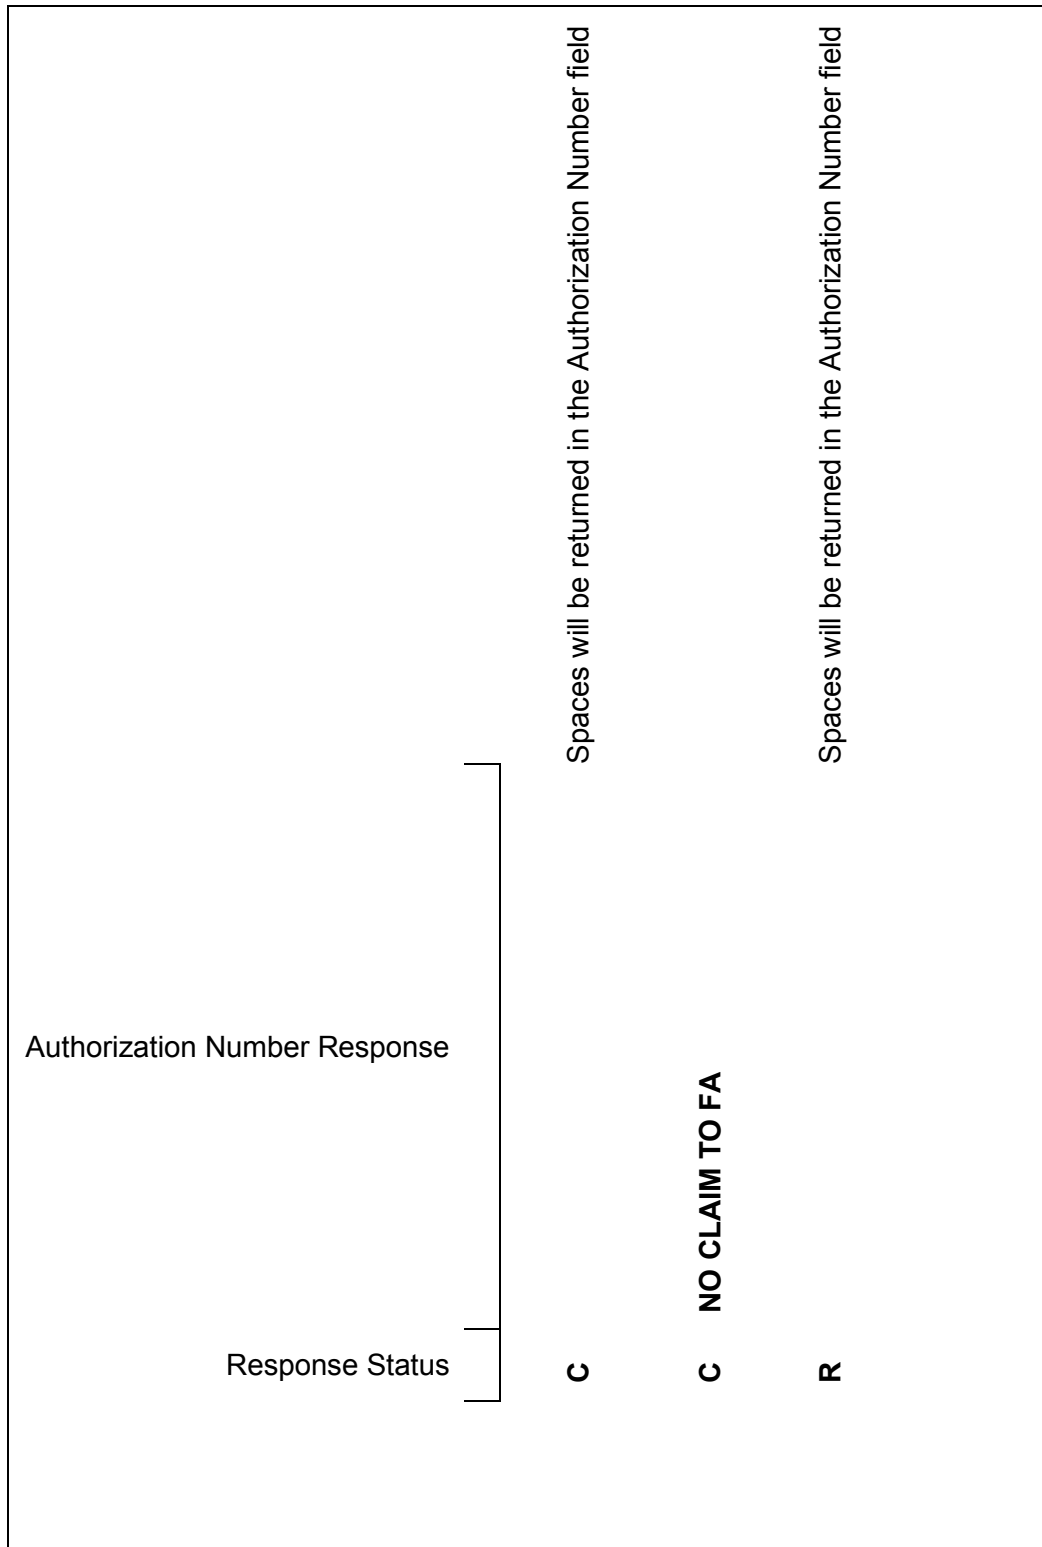 Authorization Number Response
Response Status
C Spaces will be returned in the Authorization Number field
C NO CLAIM TO FA
R Spaces will be returned in the Authorization Number field